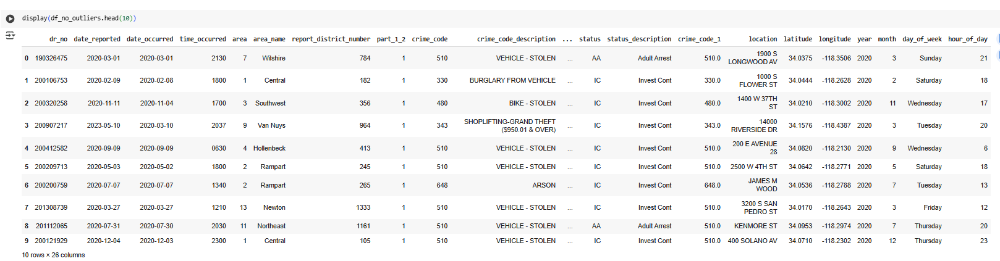 display(df_no_outliers.head(10))
dr_no date_reported date_occurred time_occurred area area_name report_district_number part_1_2 crime_code crime_code_description ... status status_description crime_code_1 location latitude longitude year month day_of_week hour_of_day
0 190326475 2020-03-01 2020-03-01 2130 7 Wilshire 784 1 510 VEHICLE - STOLEN ... AA Adult Arrest 510.0 1900 S LONGWOOD AV 34.0375 -118.3506 2020 3 Sunday 21
1 200106753 2020-02-09 2020-02-08 1800 1 Central 182 1 330 BURGLARY FROM VEHICLE ... IC Invest Cont 330.0 1000 S FLOWER ST 34.0444 -118.2628 2020 2 Saturday 18
2 200320258 2020-11-11 2020-11-04 1700 3 Southwest 356 1 480 BIKE - STOLEN ... IC Invest Cont 480.0 1400 W 37TH ST 34.0210 -118.3002 2020 11 Wednesday 17
3 200907217 2023-05-10 2020-03-10 2037 9 Van Nuys 964 1 343 SHOPLIFTING-GRAND THEFT ($950.01 & OVER) ... IC Invest Cont 343.0 14000 RIVERSIDE DR 34.1576 -118.4387 2020 3 Tuesday 20
4 200412582 2020-09-09 2020-09-09 0630 4 Hollenbeck 413 1 510 VEHICLE - STOLEN ... IC Invest Cont 510.0 200 E AVENUE 28 34.0820 -118.2130 2020 9 Wednesday 6
5 200209713 2020-05-03 2020-05-02 1800 2 Rampart 245 1 510 VEHICLE - STOLEN ... IC Invest Cont 510.0 2500 W 4TH ST 34.0642 -118.2771 2020 5 Saturday 18
6 200200759 2020-07-07 2020-07-07 1340 2 Rampart 265 1 648 ARSON ... IC Invest Cont 648.0 JAMES M WOOD 34.0536 -118.2788 2020 7 Tuesday 13
7 201308739 2020-03-27 2020-03-27 1210 13 Newton 1333 1 510 VEHICLE - STOLEN ... IC Invest Cont 510.0 3200 S SAN PEDRO ST 34.0170 -118.2643 2020 3 Friday 12
8 201112065 2020-07-31 2020-07-30 2030 11 Northeast 1161 1 510 VEHICLE - STOLEN ... AA Adult Arrest 510.0 KENMORE ST 34.0953 -118.2974 2020 7 Thursday 20
9 200121929 2020-12-04 2020-12-03 2300 1 Central 105 1 510 VEHICLE - STOLEN ... IC Invest Cont 510.0 400 SOLANO AV 34.0710 -118.2302 2020 12 Thursday 23
10 rows × 26 columns